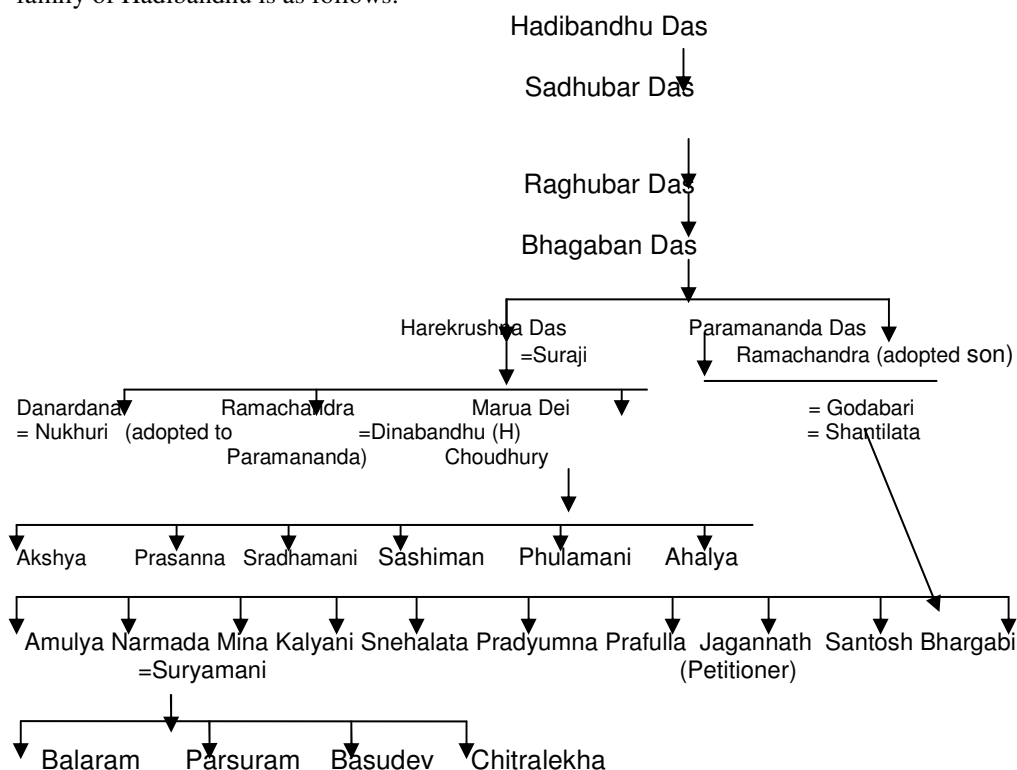 family of Hadibandhu is as follows:
Hadibandhu Das
Sadhubar Das
Raghubar Das
Bhagaban Das
Harekrushna Das Paramananda Das
=Suraji Ramachandra (adopted son)
Danardana Ramachandra Marua Dei = Godabari
= Nukhuri (adopted to =Dinabandhu (H) = Shantilata
Paramananda) Choudhury
Akshya Prasanna Sradhamani Sashiman Phulamani Ahalya
Amulya Narmada Mina Kalyani Snehalata Pradyumna Prafulla Jagannath Santosh Bhargabi
=Suryamani (Petitioner)
Balaram Parsuram Basudev Chitralekha